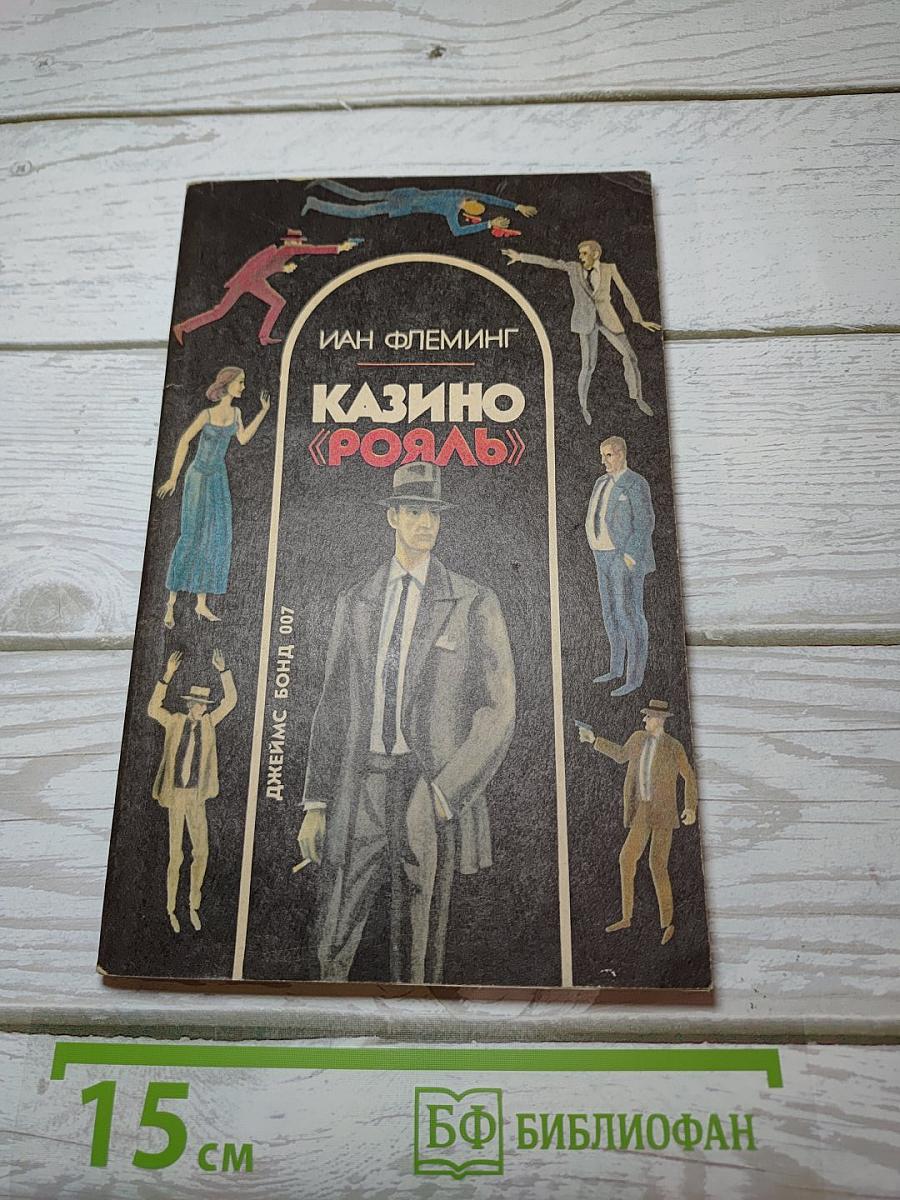 ИАН ФЛЕМИНГ
КАЗИНО
«РОЯЛЬ»
ДЖЕЙМС БОНД 007
15 см
БФ БИБЛИОФАН